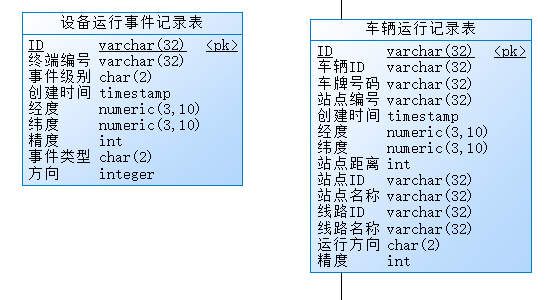 设备运行事件记录表
ID varchar(32) <pk>
终端编号 varchar(32)
事件级别 char(2)
创建时间 timestamp
经度 numeric(3,10)
纬度 numeric(3,10)
精度 int
事件类型 char(2)
方向 integer
车辆运行记录表
ID varchar(32) <pk>
车辆ID varchar(32)
车牌号码 varchar(32)
站点编号 varchar(32)
创建时间 timestamp
经度 numeric(3,10)
纬度 numeric(3,10)
站点距离 int
站点ID varchar(32)
站点名称 varchar(32)
线路ID varchar(32)
线路名称 varchar(32)
运行方向 char(2)
精度 int